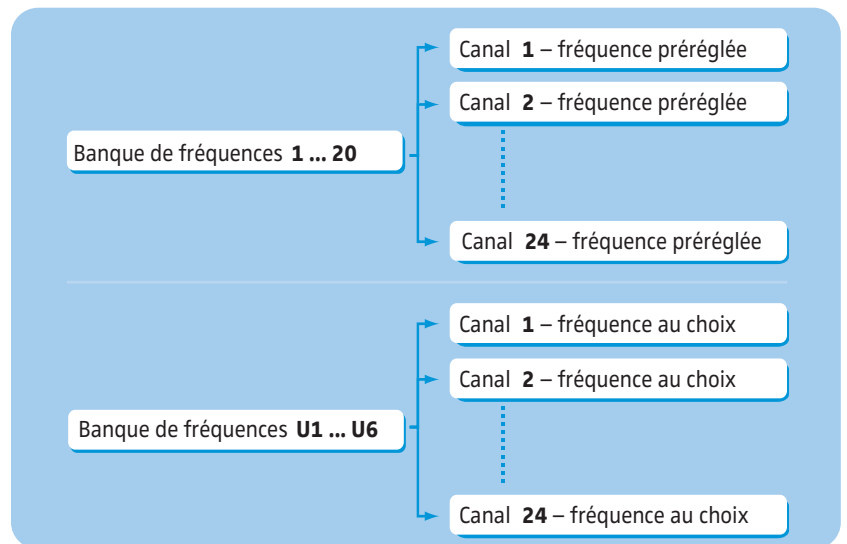 Canal 1 – fréquence préréglée
Canal 2 – fréquence préréglée
Banque de fréquences 1 ... 20
Canal 24 – fréquence préréglée
Canal 1 – fréquence au choix
Canal 2 – fréquence au choix
Banque de fréquences U1 ... U6
Canal 24 – fréquence au choix